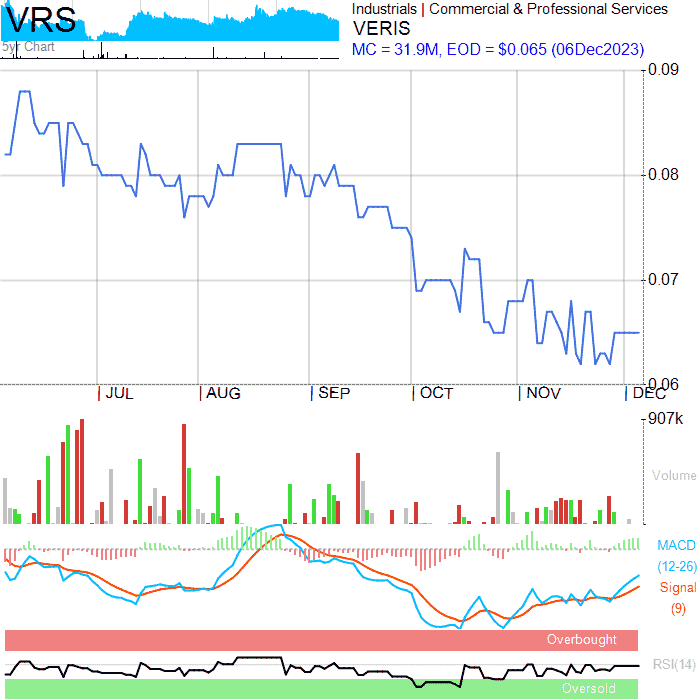 VRS
5yr Chart
Industrials | Commercial & Professional Services
VERIS
MC = 31.9M, EOD = $0.065 (06Dec2023)
0.09
0.08
0.07
0.06
JUL AUG SEP OCT NOV DEC
907k
Volume
MACD
(12-26)
Signal
(9)
Overbought
RSI(14)
Oversold